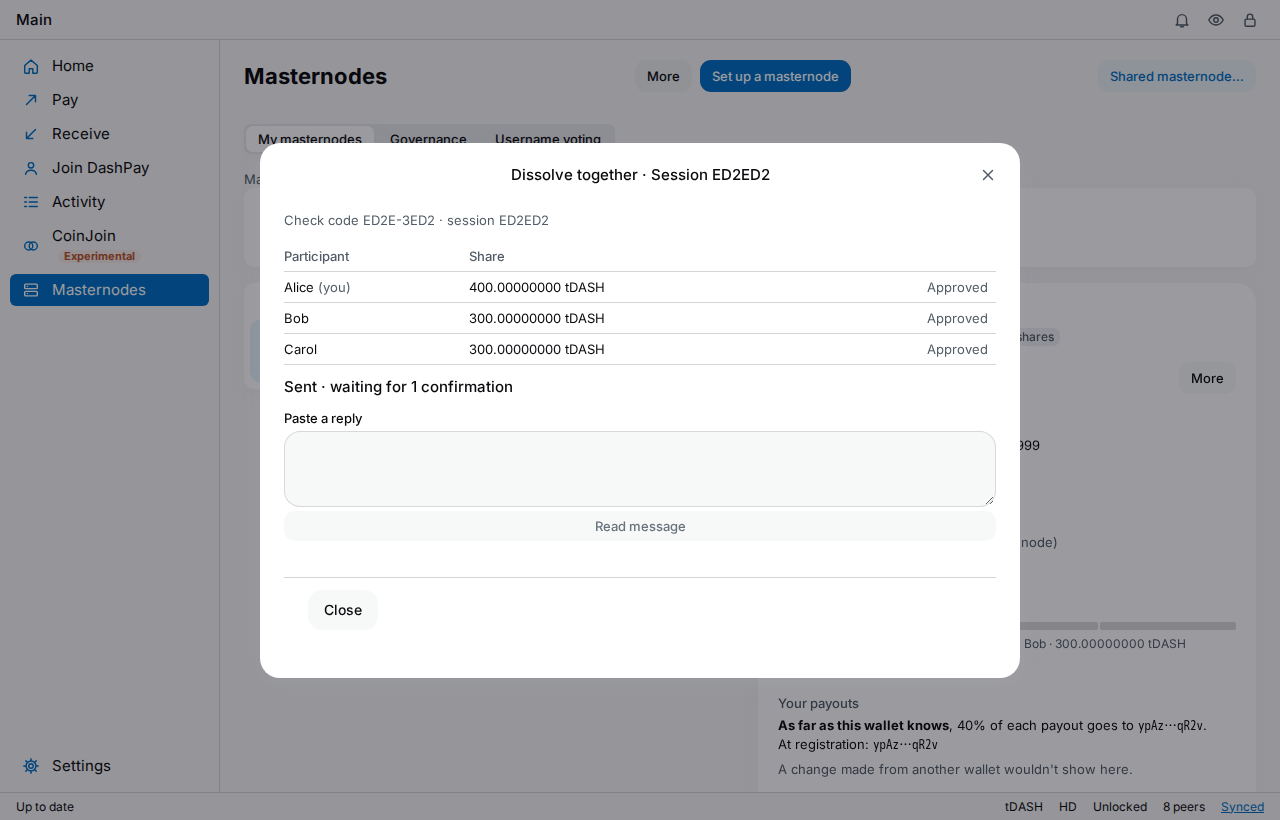 Main
Home
Pay
Receive
Join DashPay
Activity
CoinJoin
Experimental
Masternodes
Settings
Masternodes
More
Set up a masternode
Shared masternode...
My masternodes
Governance
Username voting
Ma
Dissolve together · Session ED2ED2
Check code ED2E-3ED2 · session ED2ED2
Participant Share
Alice (you) 400.00000000 tDASH Approved
Bob 300.00000000 tDASH Approved
Carol 300.00000000 tDASH Approved
Sent · waiting for 1 confirmation
Paste a reply
Read message
Close
shares
More
999
node)
Bob · 300.00000000 tDASH
Your payouts
As far as this wallet knows, 40% of each payout goes to ypAz⋯qR2v.
At registration: ypAz⋯qR2v
A change made from another wallet wouldn't show here.
Up to date
tDASH HD Unlocked 8 peers Synced